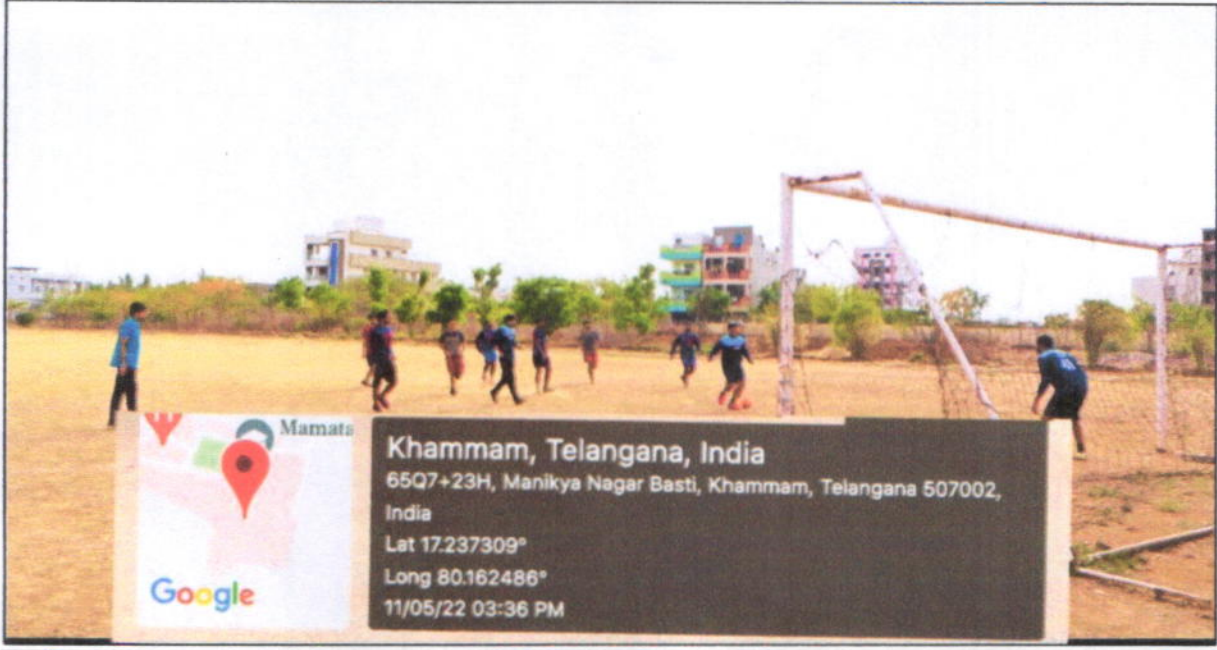 Mamata
Google
Khammam, Telangana, India
65Q7+23H, Manikya Nagar Basti, Khammam, Telangana 507002,
India
Lat 17.237309°
Long 80.162486°
11/05/22 03:36 PM